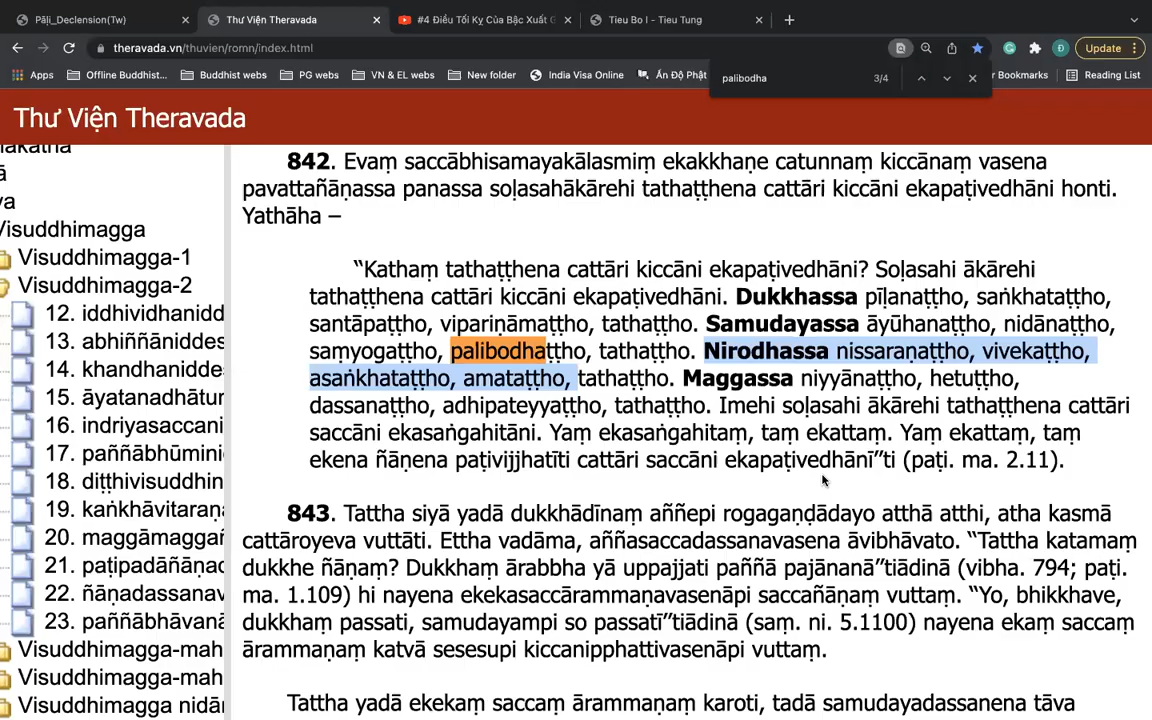 Pāḷi_Declension(Tw)
Thư Viện Theravada
#4 Điều Tối Kỵ Của Bậc Xuất G
Tieu Bo I - Tieu Tung
theravada.vn/thuvien/romn/index.html
Update
Apps
Offline Buddhist...
Buddhist webs
PG webs
VN & EL webs
New folder
India Visa Online
Ấn Độ Phật
r Bookmarks
Reading List
palibodha
3/4
Thư Viện Theravada
Visuddhimagga
Visuddhimagga-1
Visuddhimagga-2
12. iddhividhanidd
13. abhiññāniddes
14. khandhanidde
15. āyatanadhātur
16. indriyasaccani
17. paññābhūmini
18. diṭṭhivisuddhin
19. kaṅkhāvitaraṇ
20. maggāmaggañ
21. paṭipadāñāṇad
22. ñāṇadassanav
23. paññābhāvanā
Visuddhimagga-mah
Visuddhimagga-mah
Visuddhimagga nidā
842. Evaṃ saccābhisamayakālasmiṃ ekakkhaṇe catunnaṃ kiccānaṃ vasena
pavattañāṇassa panassa soḷasahākārehi tathaṭṭhena cattāri kiccāni ekapaṭivedhāni honti.
Yathāha –
“Kathaṃ tathaṭṭhena cattāri kiccāni ekapaṭivedhāni? Soḷasahi ākārehi
tathaṭṭhena cattāri kiccāni ekapaṭivedhāni. Dukkhassa pīḷanaṭṭho, saṅkhataṭṭho,
santāpaṭṭho, vipariṇāmaṭṭho, tathaṭṭho. Samudayassa āyūhanaṭṭho, nidānaṭṭho,
saṃyogaṭṭho, palibodhaṭṭho, tathaṭṭho. Nirodhassa nissaraṇaṭṭho, vivekaṭṭho,
asaṅkhataṭṭho, amataṭṭho, tathaṭṭho. Maggassa niyyānaṭṭho, hetuṭṭho,
dassanaṭṭho, adhipateyyaṭṭho, tathaṭṭho. Imehi soḷasahi ākārehi tathaṭṭhena cattāri
saccāni ekasaṅgahitāni. Yaṃ ekasaṅgahitaṃ, taṃ ekattaṃ. Yaṃ ekattaṃ, taṃ
ekena ñāṇena paṭivijjhatīti cattāri saccāni ekapaṭivedhānī”ti (paṭi. ma. 2.11).
843. Tattha siyā yadā dukkhādīnaṃ aññepi rogagaṇḍādayo atthā atthi, atha kasmā
cattāroyeva vuttāti. Ettha vadāma, aññasaccadassanavasena āvibhāvato. “Tattha katamaṃ
dukkhe ñāṇaṃ? Dukkhaṃ ārabbha yā uppajjati paññā pajānanā”tiādinā (vibha. 794; paṭi.
ma. 1.109) hi nayena ekekasaccārammaṇavasenāpi saccañāṇaṃ vuttaṃ. “Yo, bhikkhave,
dukkhaṃ passati, samudayampi so passatī”tiādinā (saṃ. ni. 5.1100) nayena ekaṃ saccaṃ
ārammaṇaṃ katvā sesesupi kiccanipphattivasenāpi vuttaṃ.
Tattha yadā ekekaṃ saccaṃ ārammaṇaṃ karoti, tadā samudayadassanena tāva